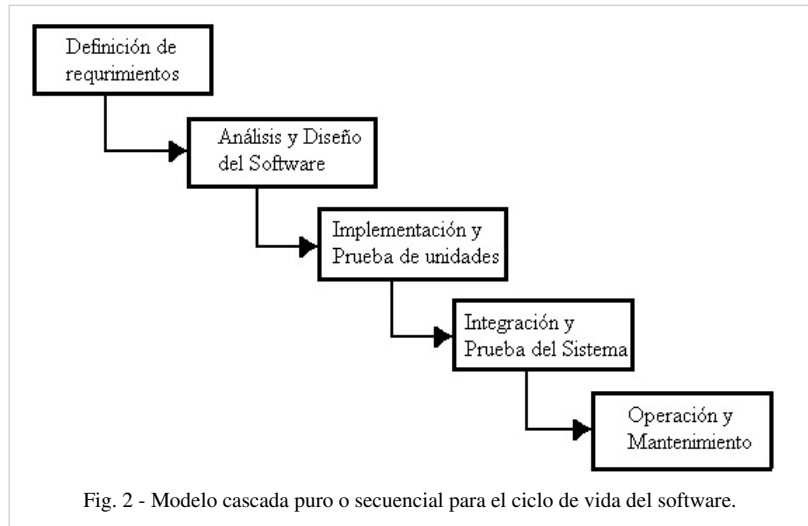 Definición de
requrimientos
Análisis y Diseño
del Software
Implementación y
Prueba de unidades
Integración y
Prueba del Sistema
Operación y
Mantenimiento
Fig. 2 - Modelo cascada puro o secuencial para el ciclo de vida del software.